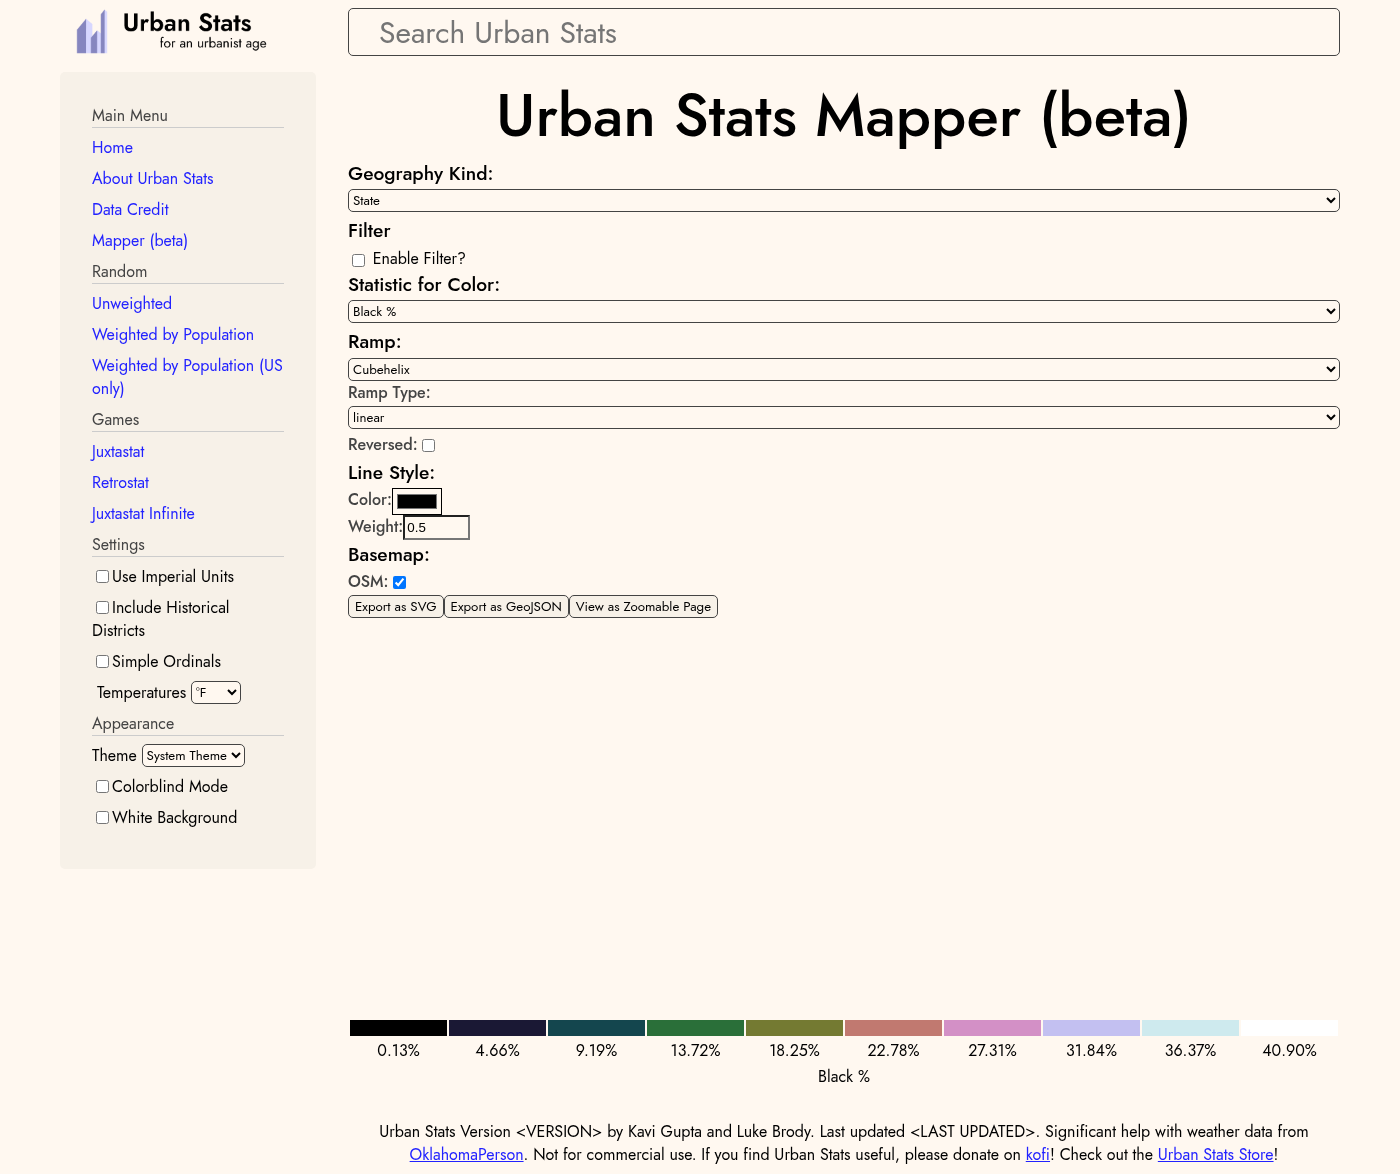 Urban Stats
for an urbanist age
Search Urban Stats
Main Menu
Home
About Urban Stats
Data Credit
Mapper (beta)
Random
Unweighted
Weighted by Population
Weighted by Population (US
only)
Games
Juxtastat
Retrostat
Juxtastat Infinite
Settings
Use Imperial Units
Include Historical
Districts
Simple Ordinals
Temperatures °F
Appearance
Theme System Theme
Colorblind Mode
White Background
Urban Stats Mapper (beta)
Geography Kind:
State
Filter
Enable Filter?
Statistic for Color:
Black %
Ramp:
Cubehelix
Ramp Type:
linear
Reversed:
Line Style:
Color:
Weight: 0.5
Basemap:
OSM:
Export as SVG Export as GeoJSON View as Zoomable Page
0.13% 4.66% 9.19% 13.72% 18.25% 22.78% 27.31% 31.84% 36.37% 40.90%
Black %
Urban Stats Version <VERSION> by Kavi Gupta and Luke Brody. Last updated <LAST UPDATED>. Significant help with weather data from
OklahomaPerson. Not for commercial use. If you find Urban Stats useful, please donate on kofi! Check out the Urban Stats Store!